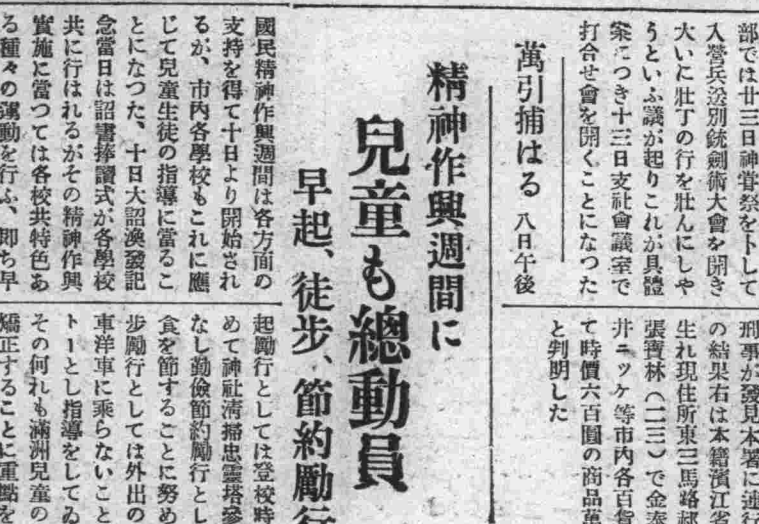 部では廿三日神嘗祭を卜して
入營兵送別銃劍術大會を開き
大いに壯丁の行を壯んにしや
うといふ議が起りこれが具體
案につき十三日支社會議室で
打合せ會を開くことになつた
萬引捕はる 八日午後
刑事が發見本署に連行
の結果右は本籍濱江省
生れ現住所東三馬路
張寶林（二三）で金泰
井ニッケ等市內各百貨
て時價六百圓の商品萬
と判明した
精神作興週間に
兒童も總動員
早起、徒步、節約勵行
國民精神作興週間は各方面の
支持を得て十日より開始され
るが、市內各學校もこれに應
じて兒童生徒の指導に當るこ
とになつた、十日大詔渙發記
念當日は詔書捧讀式が各學校
共に行はれるがその精神作興
實施に當つては各校共特色あ
る種々の運動を行ふ、卽ち早
起勵行としては登校時
めて神社淸掃忠靈塔參
なし勤儉節約勵行とし
食を節することに努め
步勵行としては外出の
車洋車に乘らないこと
トーとし指導をしてゐ
その何れも滿洲兒童の
矯正することに重點を